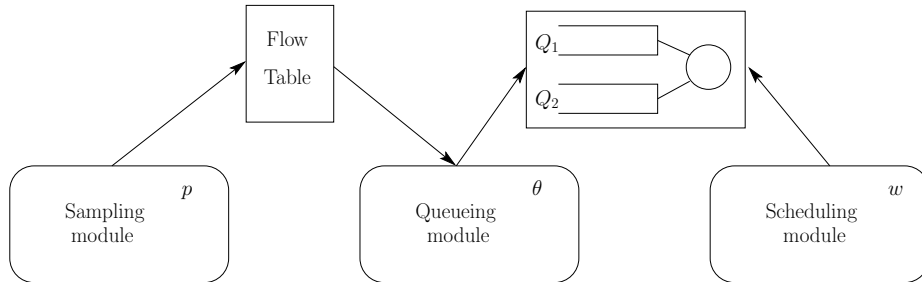 Flow
Table
Q1
Q2
p
Sampling
module
θ
Queueing
module
w
Scheduling
module